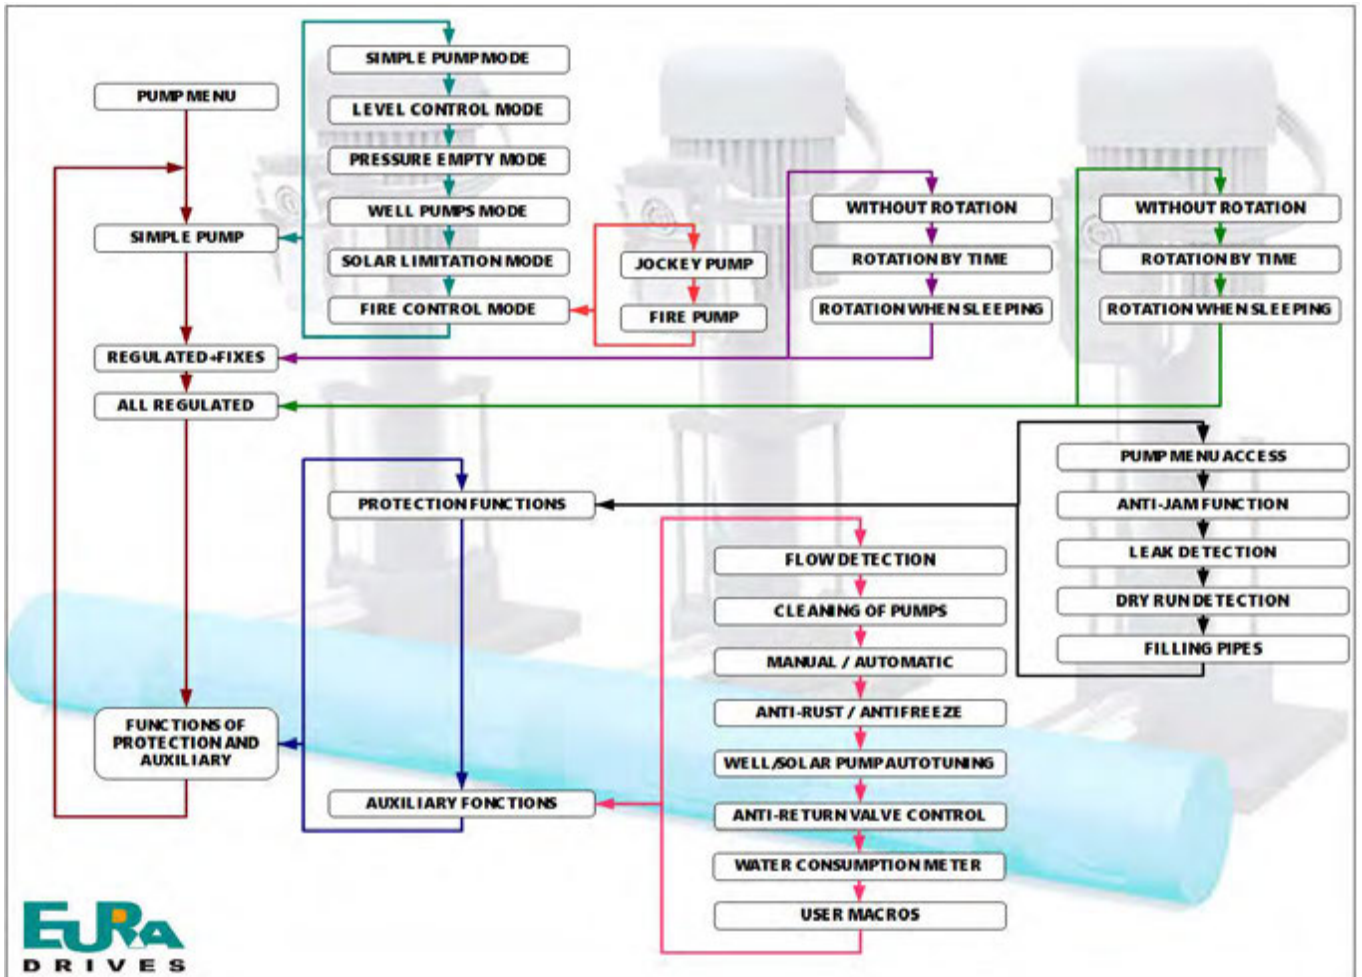 PUMP MENU
SIMPLE PUMP
REGULATED+FIXES
ALL REGULATED
FUNCTIONS OF
PROTECTION AND
AUXILIARY
SIMPLE PUMP MODE
LEVEL CONTROL MODE
PRESSURE EMPTY MODE
WELL PUMPS MODE
SOLAR LIMITATION MODE
FIRE CONTROL MODE
JOCKEY PUMP
FIRE PUMP
WITHOUT ROTATION
ROTATION BY TIME
ROTATION WHEN SLEEPING
WITHOUT ROTATION
ROTATION BY TIME
ROTATION WHEN SLEEPING
PROTECTION FUNCTIONS
AUXILIARY FONCTIONS
FLOW DETECTION
CLEANING OF PUMPS
MANUAL / AUTOMATIC
ANTI-RUST / ANTIFREEZE
WELL/SOLAR PUMP AUTOTUNING
ANTI-RETURN VALVE CONTROL
WATER CONSUMPTION METER
USER MACROS
PUMP MENU ACCESS
ANTI-JAM FUNCTION
LEAK DETECTION
DRY RUN DETECTION
FILLING PIPES
EURA
DRIVES